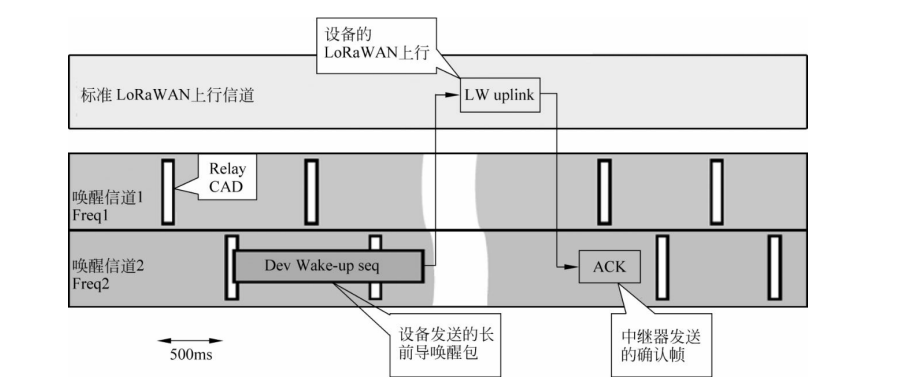 设备的
LoRaWAN上行
标准 LoRaWAN上行信道
LW uplink
Relay
CAD
唤醒信道1
Freq1
唤醒信道2
Freq2
Dev Wake-up seq
ACK
设备发送的长
前导唤醒包
中继器发送
的确认帧
500ms